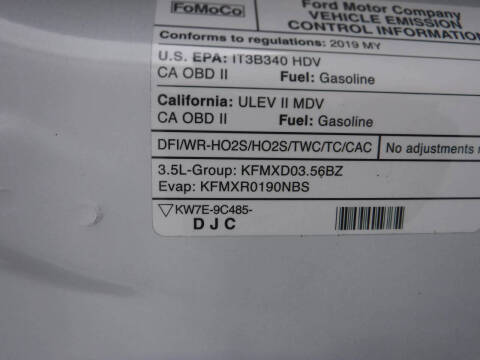 FoMoCo
Ford Motor Company
VEHICLE EMISSION
CONTROL INFORMATION
Conforms to regulations: 2019 MY
U.S. EPA: IT3B340 HDV
CA OBD II Fuel: Gasoline
California: ULEV II MDV
CA OBD II Fuel: Gasoline
DFI/WR-HO2S/HO2S/TWC/TC/CAC No adjustments
3.5L-Group: KFMXD03.56BZ
Evap: KFMXR0190NBS
▽KW7E-9C485-
DJC